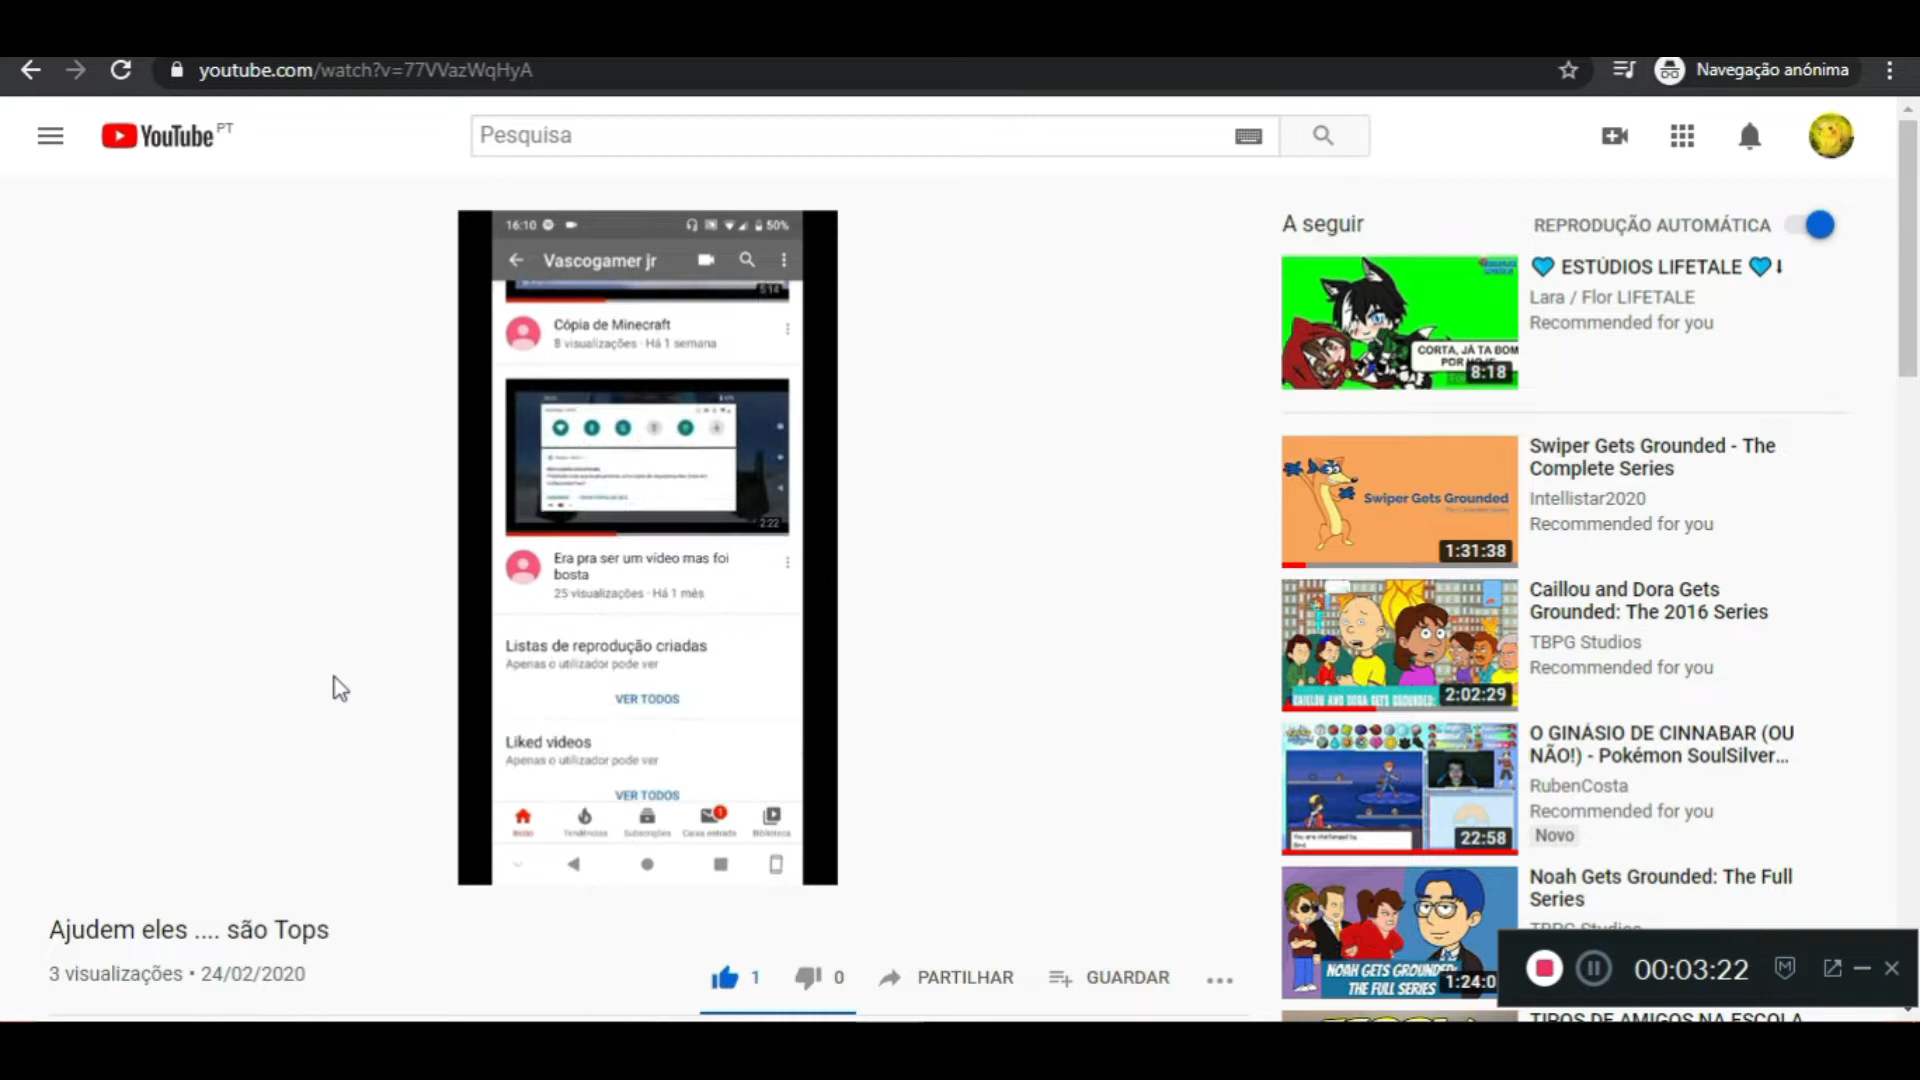 youtube.com/watch?v=77VVazWqHyA
Navegação anónima
YouTube PT
Pesquisa
16:10
50%
Vascogamer jr
5:14
Cópia de Minecraft
8 visualizações · Há 1 semana
2:22
Era pra ser um vídeo mas foi
bosta
25 visualizações · Há 1 mês
Listas de reprodução criadas
Apenas o utilizador pode ver
VER TODOS
Liked videos
Apenas o utilizador pode ver
VER TODOS
1
Início
Tendências
Subscrições
Caixa entrada
Biblioteca
Ajudem eles .... são Tops
3 visualizações • 24/02/2020
1
0
PARTILHAR
GUARDAR
A seguir
REPRODUÇÃO AUTOMÁTICA
CORTA, JÁ TA BOM
POR HOJE
8:18
ESTÚDIOS LIFETALE
Lara / Flor LIFETALE
Recommended for you
Swiper Gets Grounded
1:31:38
Swiper Gets Grounded - The
Complete Series
Intellistar2020
Recommended for you
CAILLOU AND DORA GETS GROUNDED:
2:02:29
Caillou and Dora Gets
Grounded: The 2016 Series
TBPG Studios
Recommended for you
You are challenged by
22:58
O GINÁSIO DE CINNABAR (OU
NÃO!) - Pokémon SoulSilver...
RubenCosta
Recommended for you
Novo
NOAH GETS GROUNDED:
THE FULL SERIES
1:24:0
Noah Gets Grounded: The Full
Series
TBPG Studios
00:03:22
TIPOS DE AMIGOS NA ESCOLA